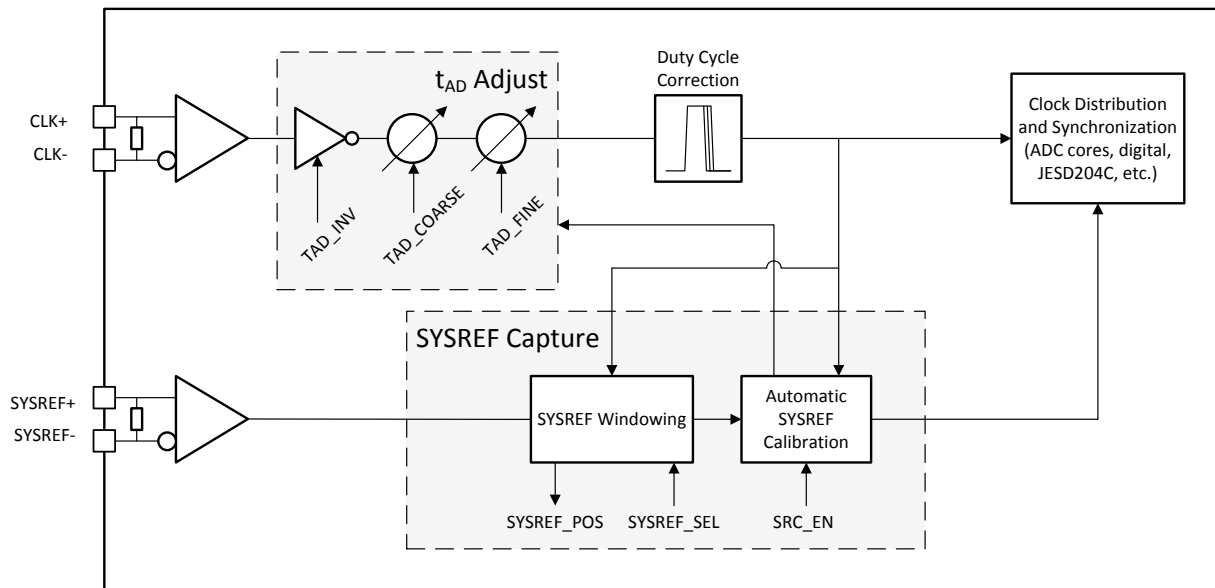 t_AD Adjust
Duty Cycle
Correction
CLK+
CLK-
TAD_INV
TAD_COARSE
TAD_FINE
Clock Distribution
and Synchronization
(ADC cores, digital,
JESD204C, etc.)
SYSREF Capture
SYSREF+
SYSREF-
SYSREF Windowing
Automatic
SYSREF
Calibration
SYSREF_POS
SYSREF_SEL
SRC_EN